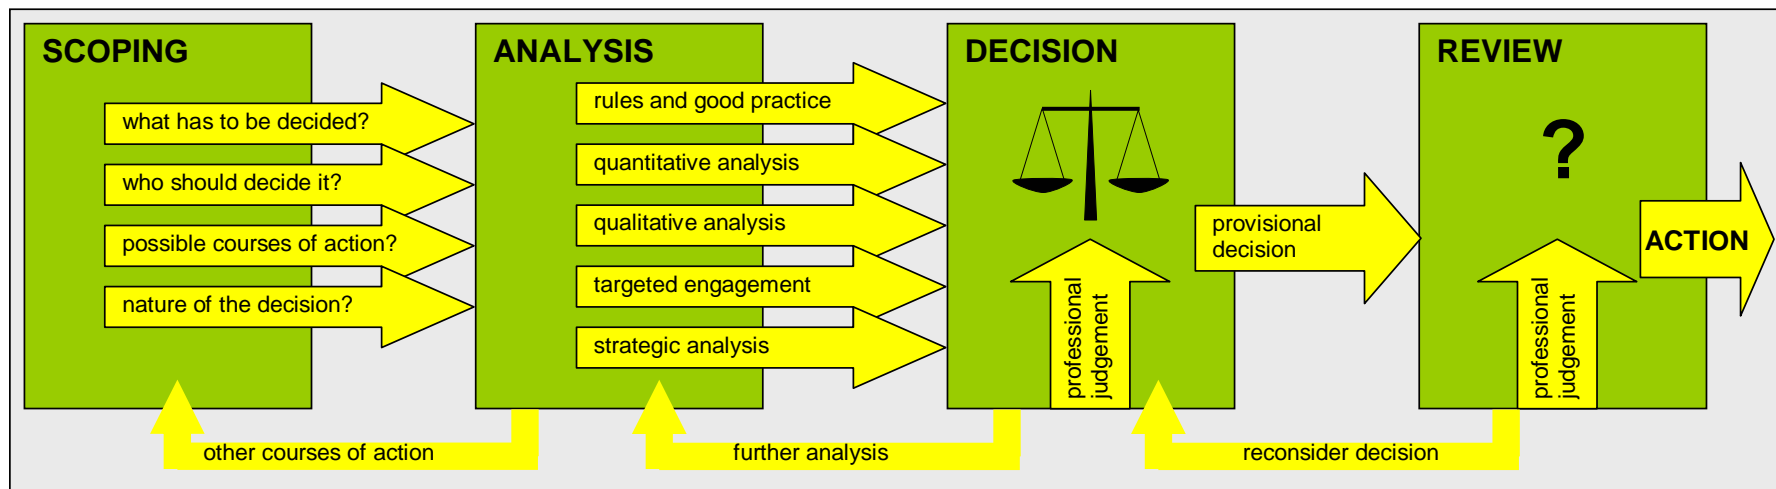 SCOPING
what has to be decided?
who should decide it?
possible courses of action?
nature of the decision?
ANALYSIS
rules and good practice
quantitative analysis
qualitative analysis
targeted engagement
strategic analysis
DECISION
professional
judgement
provisional
decision
REVIEW
?
professional
judgement
ACTION
other courses of action
further analysis
reconsider decision